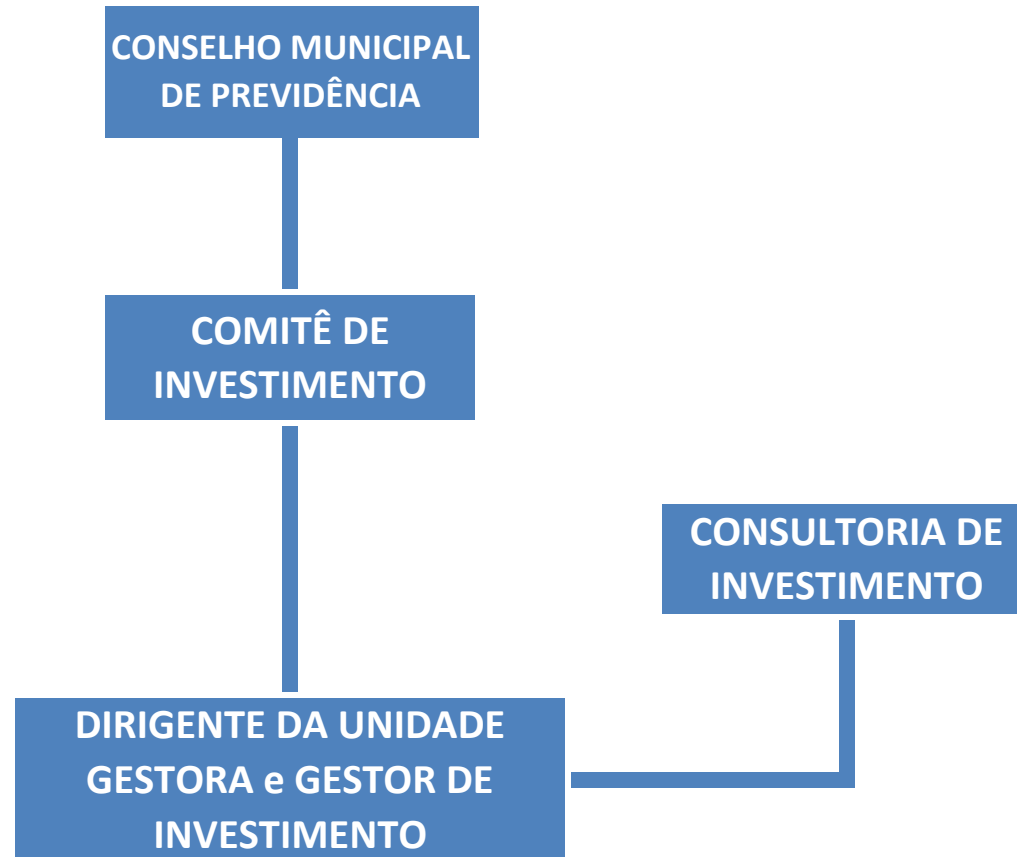 CONSELHO MUNICIPAL
DE PREVIDÊNCIA
COMITÊ DE
INVESTIMENTO
CONSULTORIA DE
INVESTIMENTO
DIRIGENTE DA UNIDADE
GESTORA e GESTOR DE
INVESTIMENTO